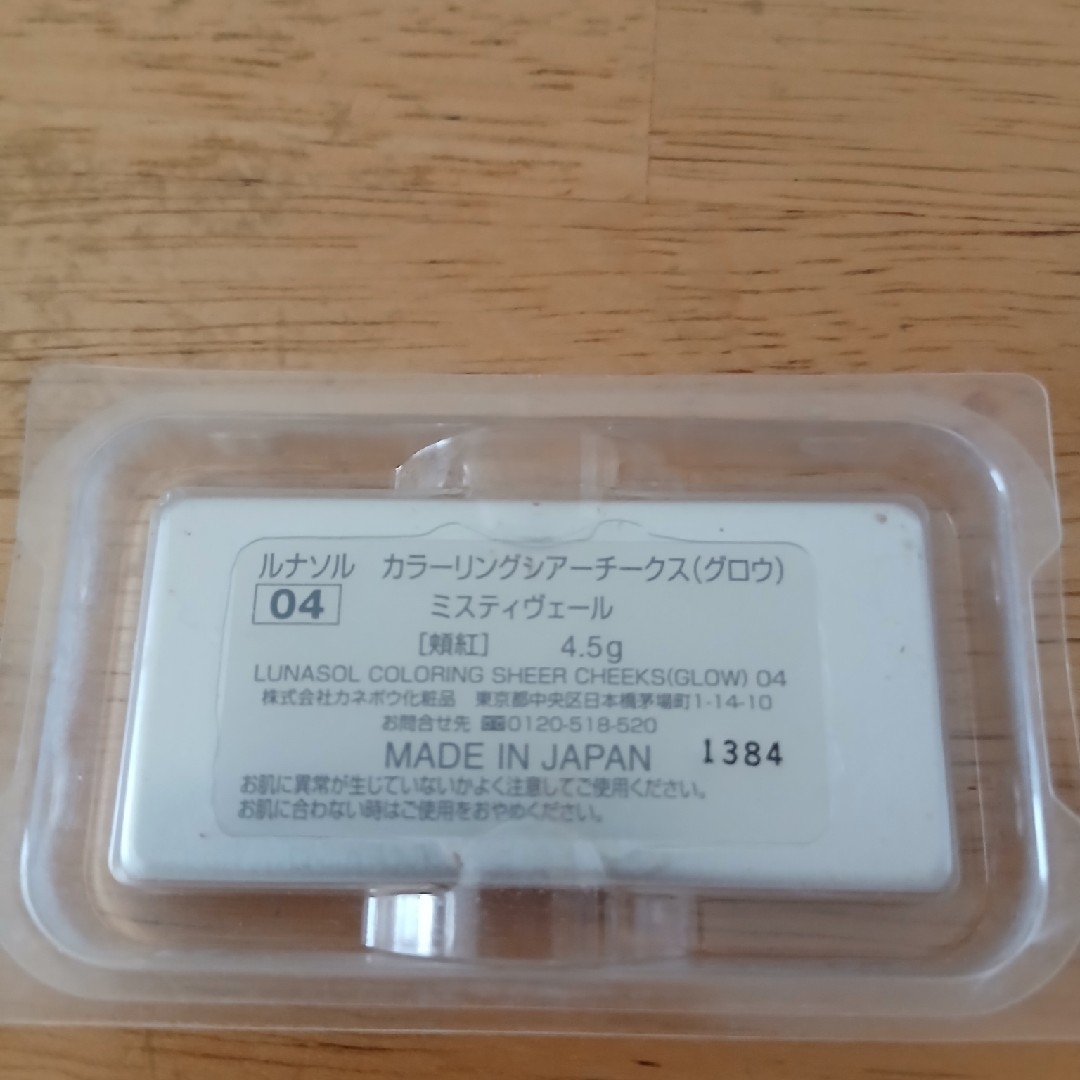 ルナソル カラーリングシアーチークス(グロウ)
04 ミスティヴェール
[頬紅] 4.5g
LUNASOL COLORING SHEER CHEEKS(GLOW) 04
株式会社カネボウ化粧品 東京都中央区日本橋茅場町1-14-10
お問合せ先 0120-518-520
MADE IN JAPAN 1384
お肌に異常が生じていないかよく注意してご使用ください。
お肌に合わない時はご使用をおやめください。